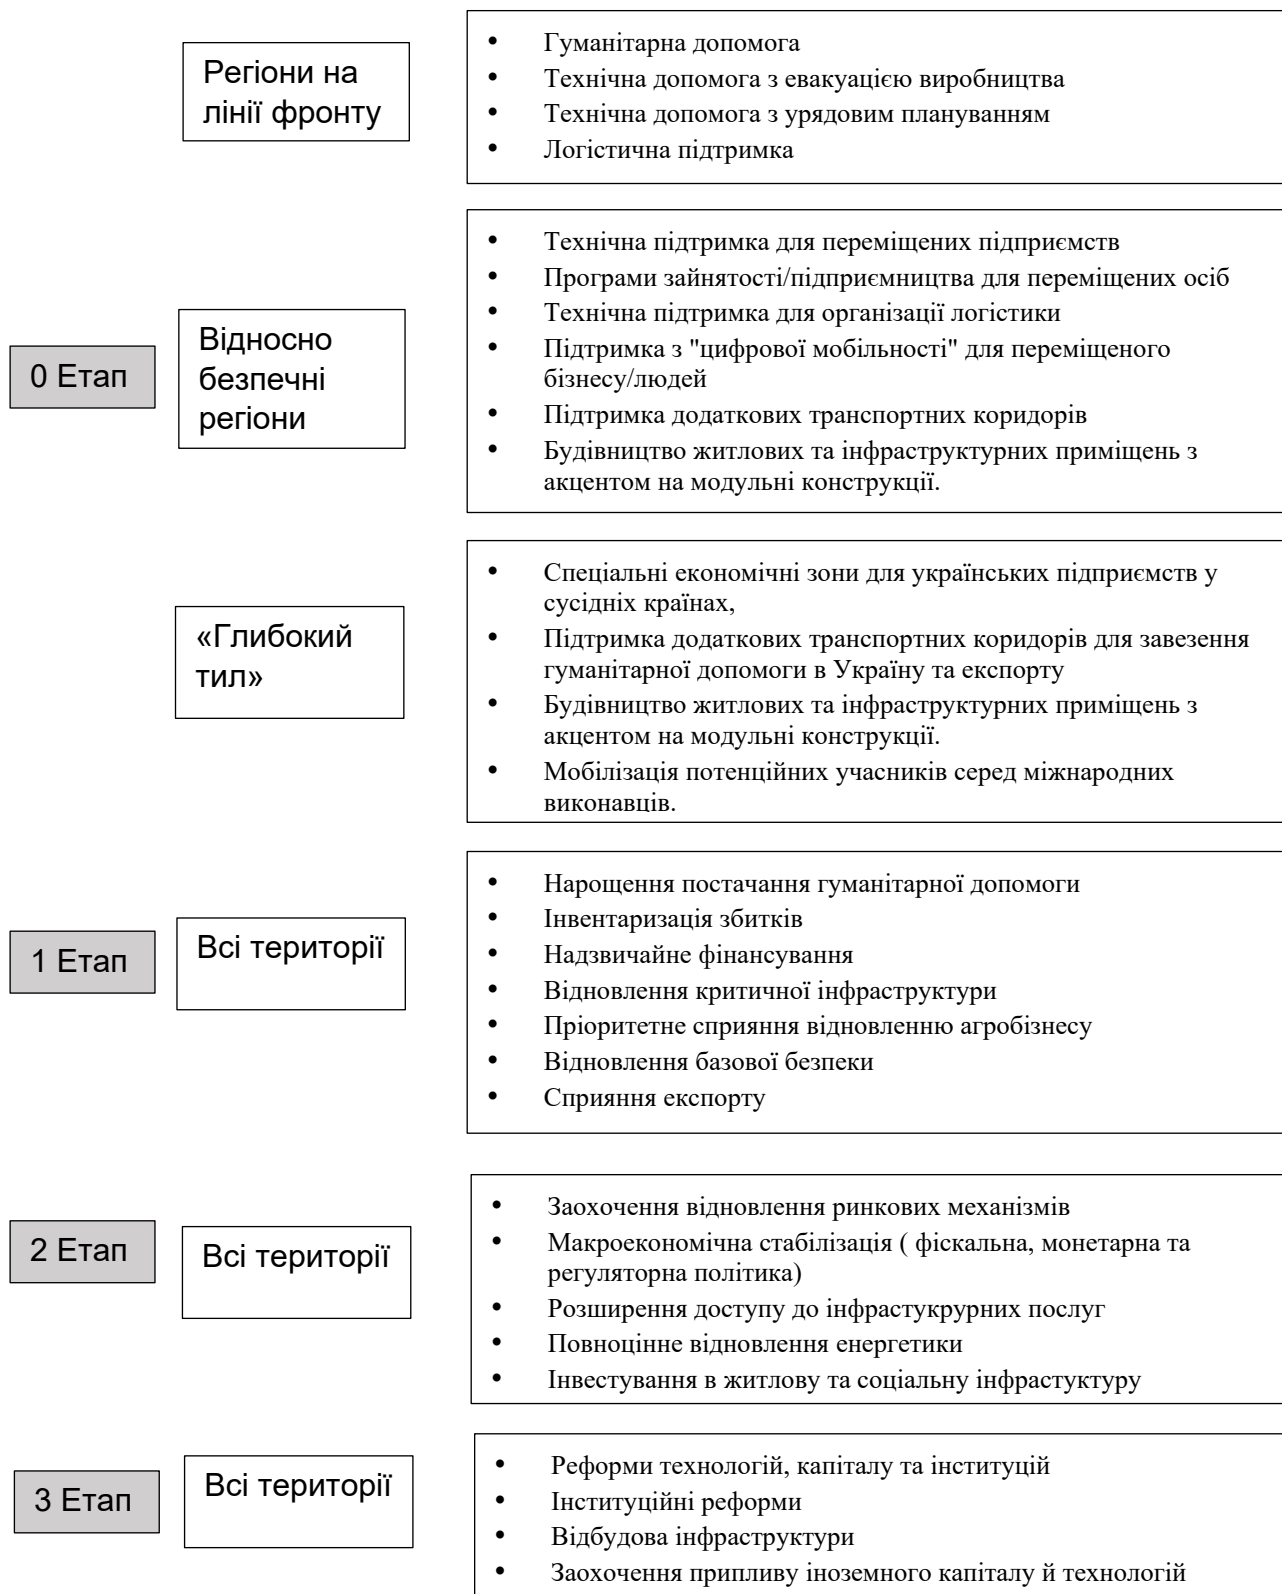 Регіони на
лінії фронту
• Гуманітарна допомога
• Технічна допомога з евакуацією виробництва
• Технічна допомога з урядовим плануванням
• Логістична підтримка
0 Етап
Відносно
безпечні
регіони
• Технічна підтримка для переміщених підприємств
• Програми зайнятості/підприємництва для переміщених осіб
• Технічна підтримка для організації логістики
• Підтримка з "цифрової мобільності" для переміщеного
бізнесу/людей
• Підтримка додаткових транспортних коридорів
• Будівництво житлових та інфраструктурних приміщень з
акцентом на модульні конструкції.
«Глибокий
тил»
• Спеціальні економічні зони для українських підприємств у
сусідніх країнах,
• Підтримка додаткових транспортних коридорів для завезення
гуманітарної допомоги в Україну та експорту
• Будівництво житлових та інфраструктурних приміщень з
акцентом на модульні конструкції.
• Мобілізація потенційних учасників серед міжнародних
виконавців.
1 Етап
Всі території
• Нарощення постачання гуманітарної допомоги
• Інвентаризація збитків
• Надзвичайне фінансування
• Відновлення критичної інфраструктури
• Пріоритетне сприяння відновленню агробізнесу
• Відновлення базової безпеки
• Сприяння експорту
2 Етап
Всі території
• Заохочення відновлення ринкових механізмів
• Макроекономічна стабілізація ( фіскальна, монетарна та
регуляторна політика)
• Розширення доступу до інфрастукрурних послуг
• Повноцінне відновлення енергетики
• Інвестування в житлову та соціальну інфрастуктуру
3 Етап
Всі території
• Реформи технологій, капіталу та інституцій
• Інституційні реформи
• Відбудова інфраструктури
• Заохочення припливу іноземного капіталу й технологій